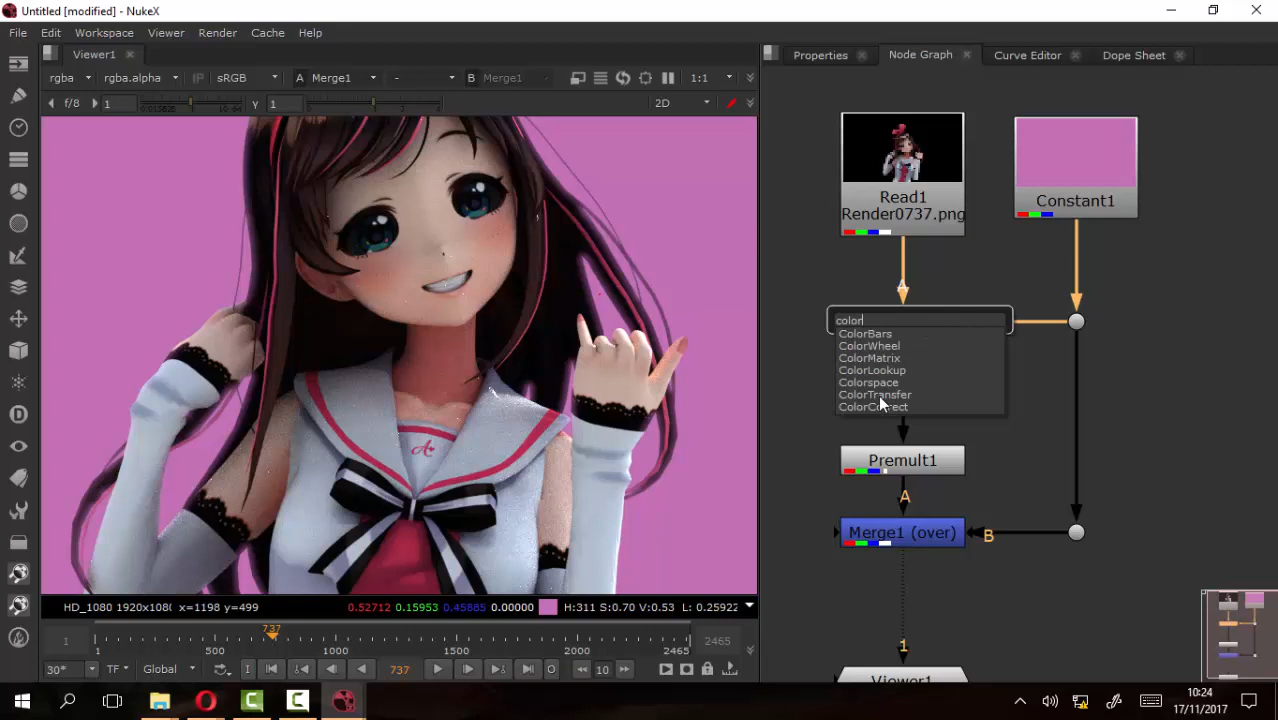 Untitled [modified] - NukeX
File Edit Workspace Viewer Render Cache Help
Viewer1
Properties Node Graph Curve Editor Dope Sheet
rgba rgba.alpha IP sRGB A Merge1 - B Merge1 1:1
f/8 1 y 1 2D
Read1
Render0737.png
Constant1
A
color
ColorBars
ColorWheel
ColorMatrix
ColorLookup
Colorspace
ColorTransfer
ColorCorrect
Premult1
A
Merge1 (over)
B
1
Viewer1
HD_1080 1920x1080 x=1198 y=499 0.52712 0.15953 0.45885 0.00000 H:311 S:0.70 V:0.53 L: 0.25922
1 1 500 737 1000 1500 2000 2465 2465
30* TF Global 737 10
10:24
17/11/2017